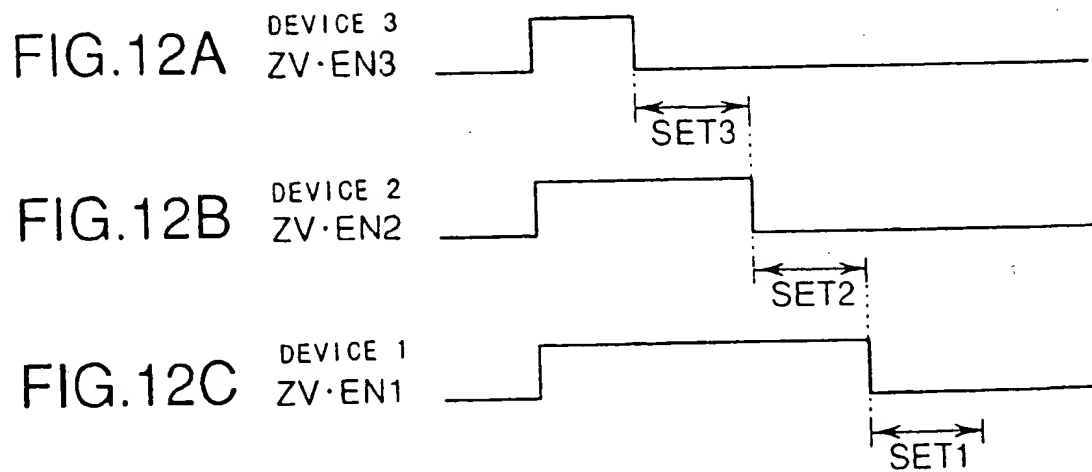 FIG.12A DEVICE 3
ZV·EN3
SET3
FIG.12B DEVICE 2
ZV·EN2
SET2
FIG.12C DEVICE 1
ZV·EN1
SET1